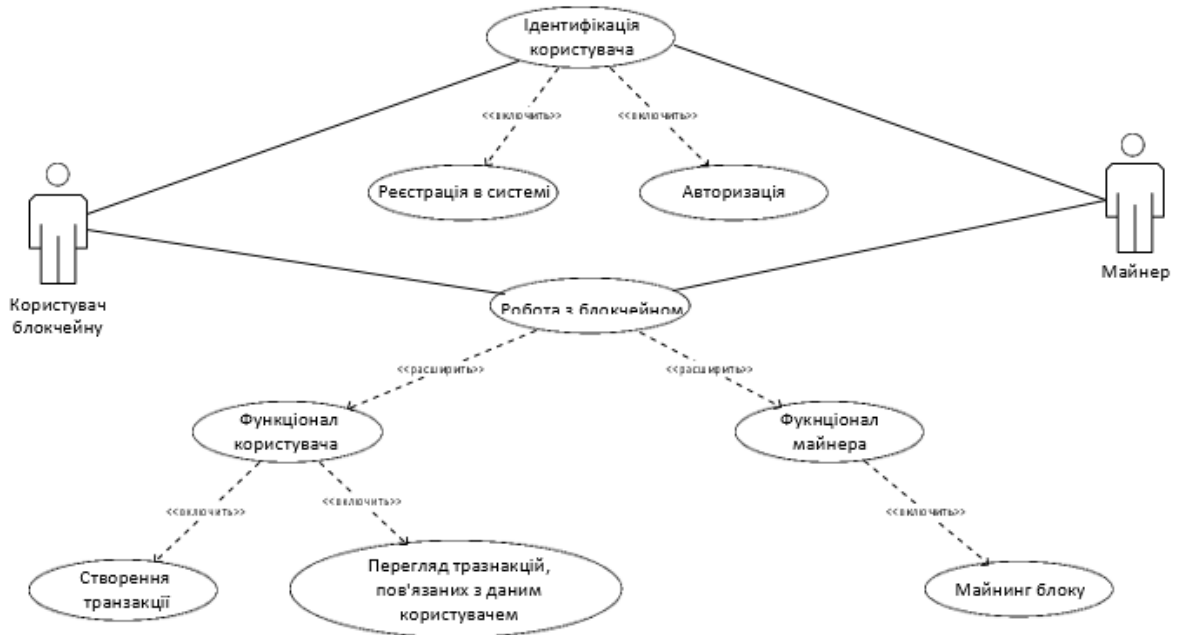 Ідентифікація
користувача
<<включить>>
<<включить>>
Реєстрація в системі
Авторизація
Користувач
блокчейну
Майнер
Робота з блокчейном
<<расширить>>
<<расширить>>
Функціонал
користувача
Фукнціонал
майнера
<<включить>>
<<включить>>
<<включить>>
Створення
транзакції
Перегляд тразнакцій,
пов'язаних з даним
користувачем
Майнинг блоку